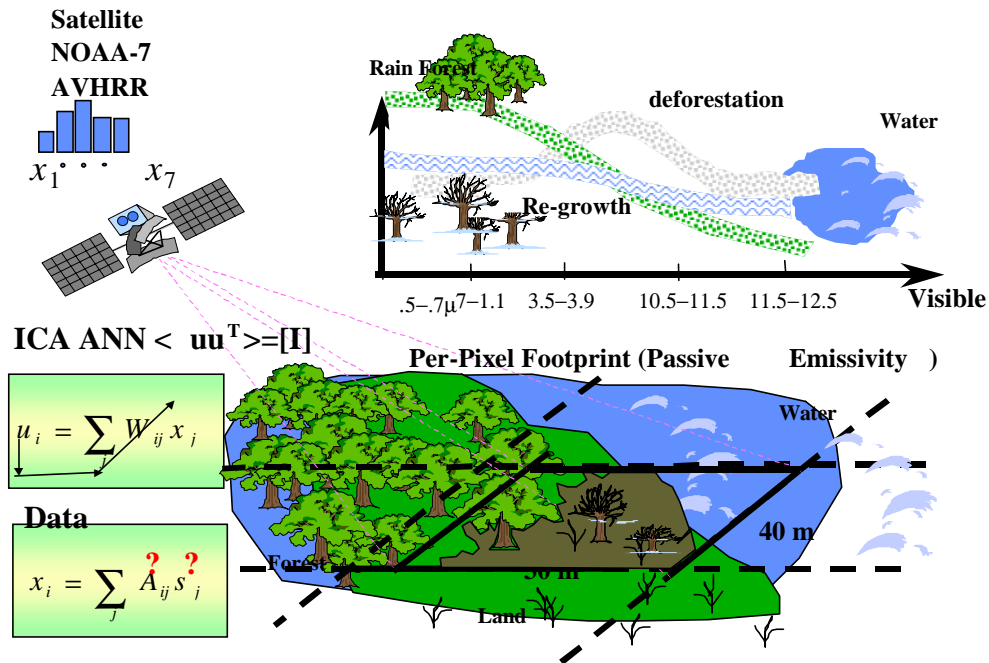 Satellite
NOAA-7
AVHRR
x1 ∘ ∘ ∘ x7
Rain Forest
deforestation
Water
Re-growth
.5–.7μ 7–1.1 3.5–3.9 10.5–11.5 11.5–12.5
Visible
ICA ANN < uu^T >=[I]
Per-Pixel Footprint (Passive Emissivity )
u_i = ∑_j W_ij x_j
Water
Data
40 m
x_i = ∑_j A_ij s_j
? ?
Forest
Land